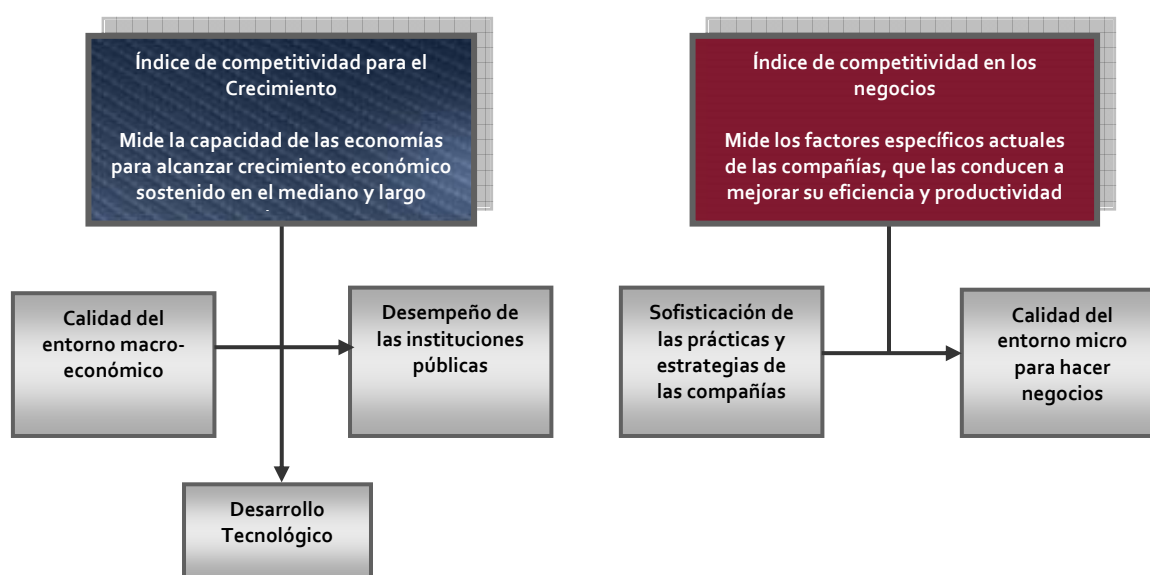 Índice de competitividad para el
Crecimiento
Mide la capacidad de las economías
para alcanzar crecimiento económico
sostenido en el mediano y largo
Índice de competitividad en los
negocios
Mide los factores específicos actuales
de las compañías, que las conducen a
mejorar su eficiencia y productividad
Calidad del
entorno macro-
económico
Desempeño de
las instituciones
públicas
Sofisticación de
las prácticas y
estrategias de
las compañías
Calidad del
entorno micro
para hacer
negocios
Desarrollo
Tecnológico